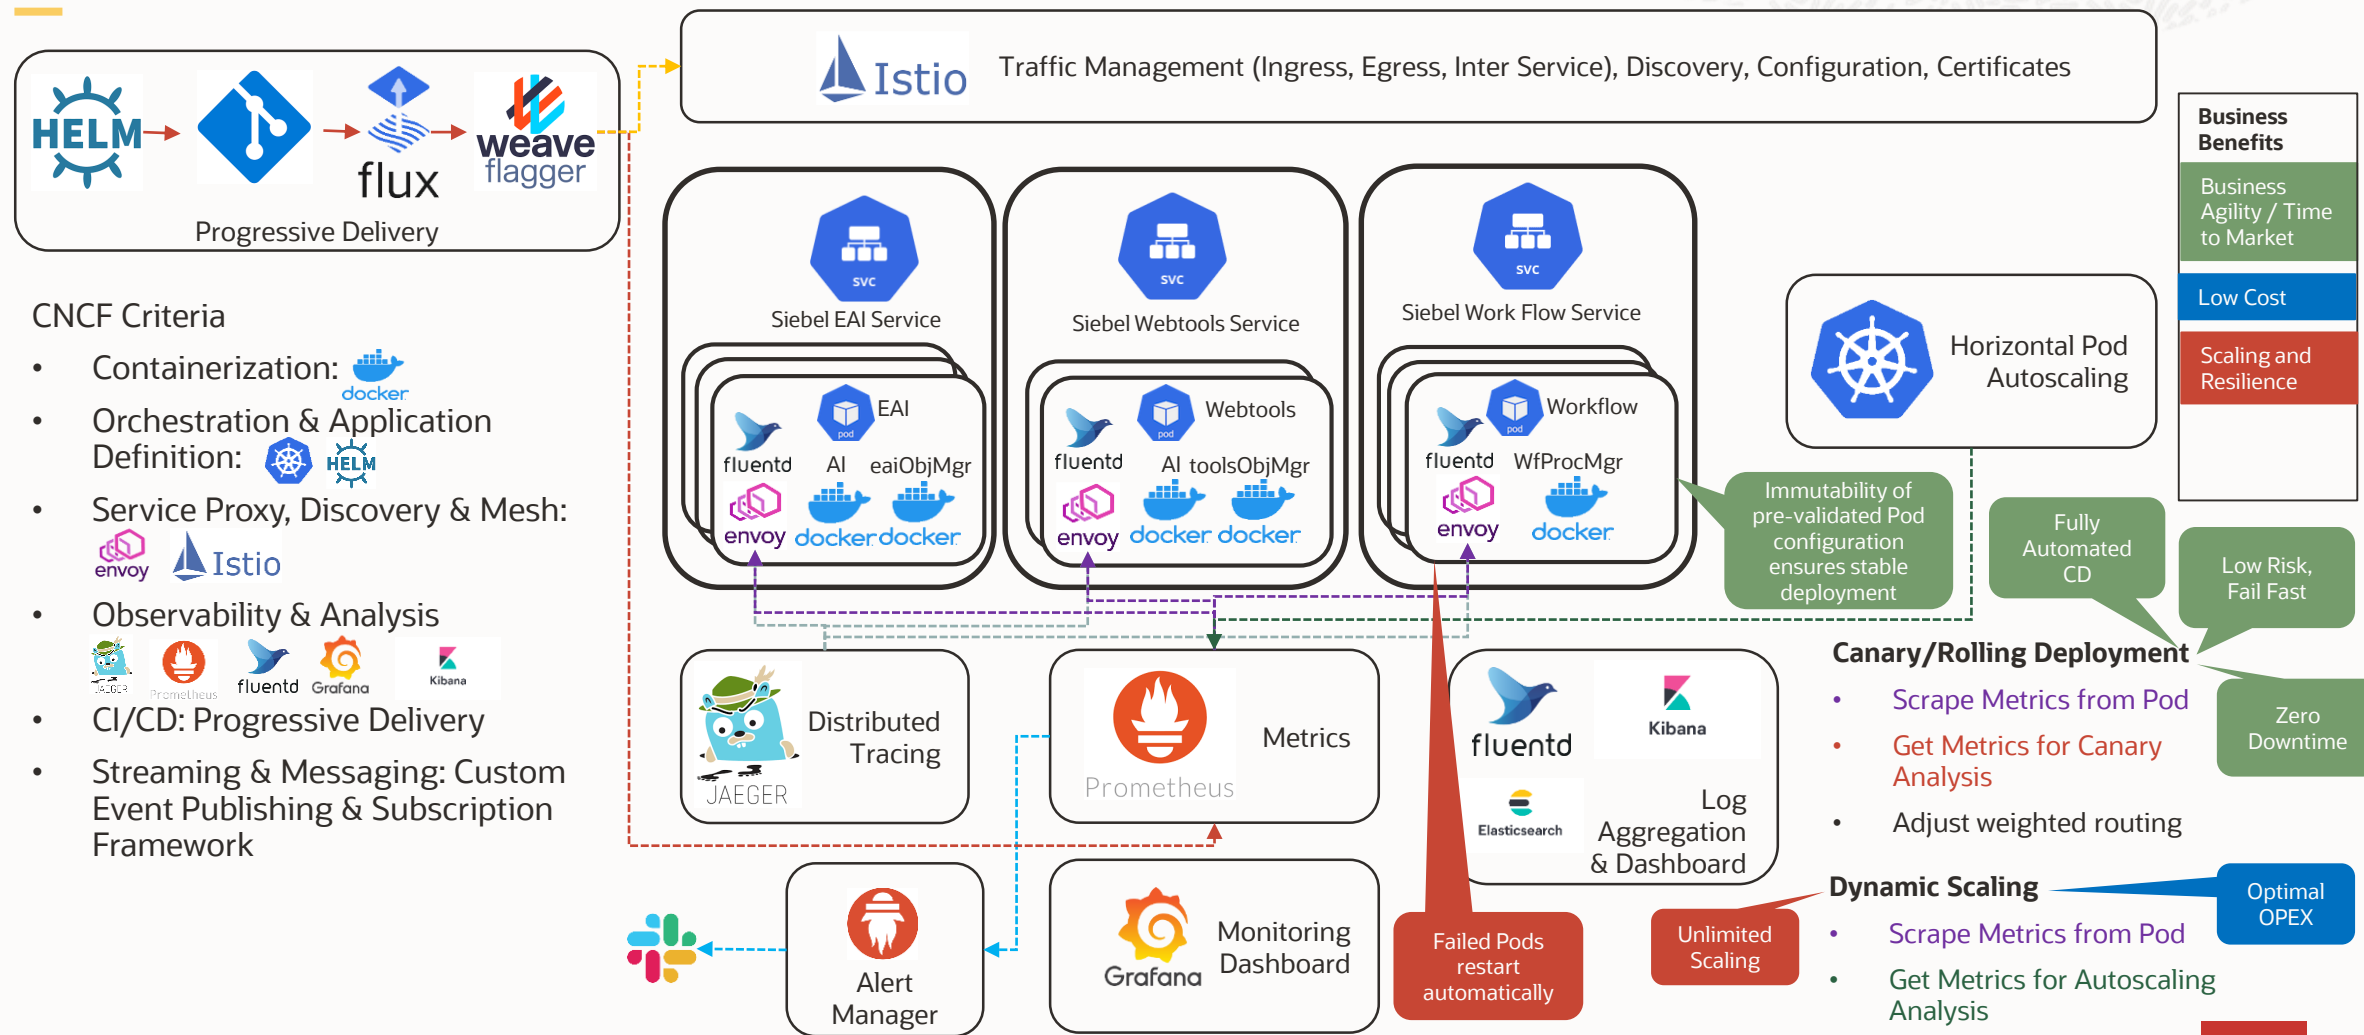 HELM
flux
weave
flagger
Progressive Delivery
Istio
Traffic Management (Ingress, Egress, Inter Service), Discovery, Configuration, Certificates
Business
Benefits
Business
Agility / Time
to Market
Low Cost
Scaling and
Resilience
CNCF Criteria
• Containerization:
docker
• Orchestration & Application
Definition:
HELM
• Service Proxy, Discovery & Mesh:
envoy
Istio
• Observability & Analysis
JAEGER
Prometheus
fluentd
Grafana
Kibana
• CI/CD: Progressive Delivery
• Streaming & Messaging: Custom
Event Publishing & Subscription
Framework
svc
Siebel EAI Service
pod
EAI
fluentd
AI
eaiObjMgr
envoy
docker
docker
svc
Siebel Webtools Service
pod
Webtools
fluentd
AI
toolsObjMgr
envoy
docker
docker
svc
Siebel Work Flow Service
pod
Workflow
fluentd
WfProcMgr
envoy
docker
Horizontal Pod
Autoscaling
Immutability of
pre-validated Pod
configuration
ensures stable
deployment
Fully
Automated
CD
Low Risk,
Fail Fast
Zero
Downtime
JAEGER
Distributed
Tracing
Prometheus
Metrics
fluentd
Kibana
Elasticsearch
Log
Aggregation
& Dashboard
Alert
Manager
Grafana
Monitoring
Dashboard
Failed Pods
restart
automatically
Unlimited
Scaling
Optimal
OPEX
Canary/Rolling Deployment
• Scrape Metrics from Pod
• Get Metrics for Canary
Analysis
• Adjust weighted routing
Dynamic Scaling
• Scrape Metrics from Pod
• Get Metrics for Autoscaling
Analysis